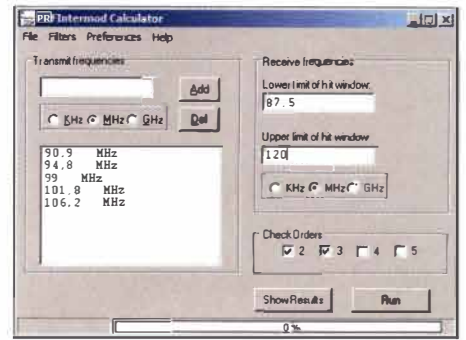 PRI Intermod Calculator
File Filters Preferences Help
Transmit frequencies
Add
KHz MHz GHz
Del
90.9 MHz
94.8 MHz
99 MHz
101.8 MHz
106.2 MHz
Receive frequencies
Lower limit of hit window:
87.5
Upper limit of hit window
120
KHz MHz GHz
Check Orders
2 3 4 5
Show Results
Run
0 %